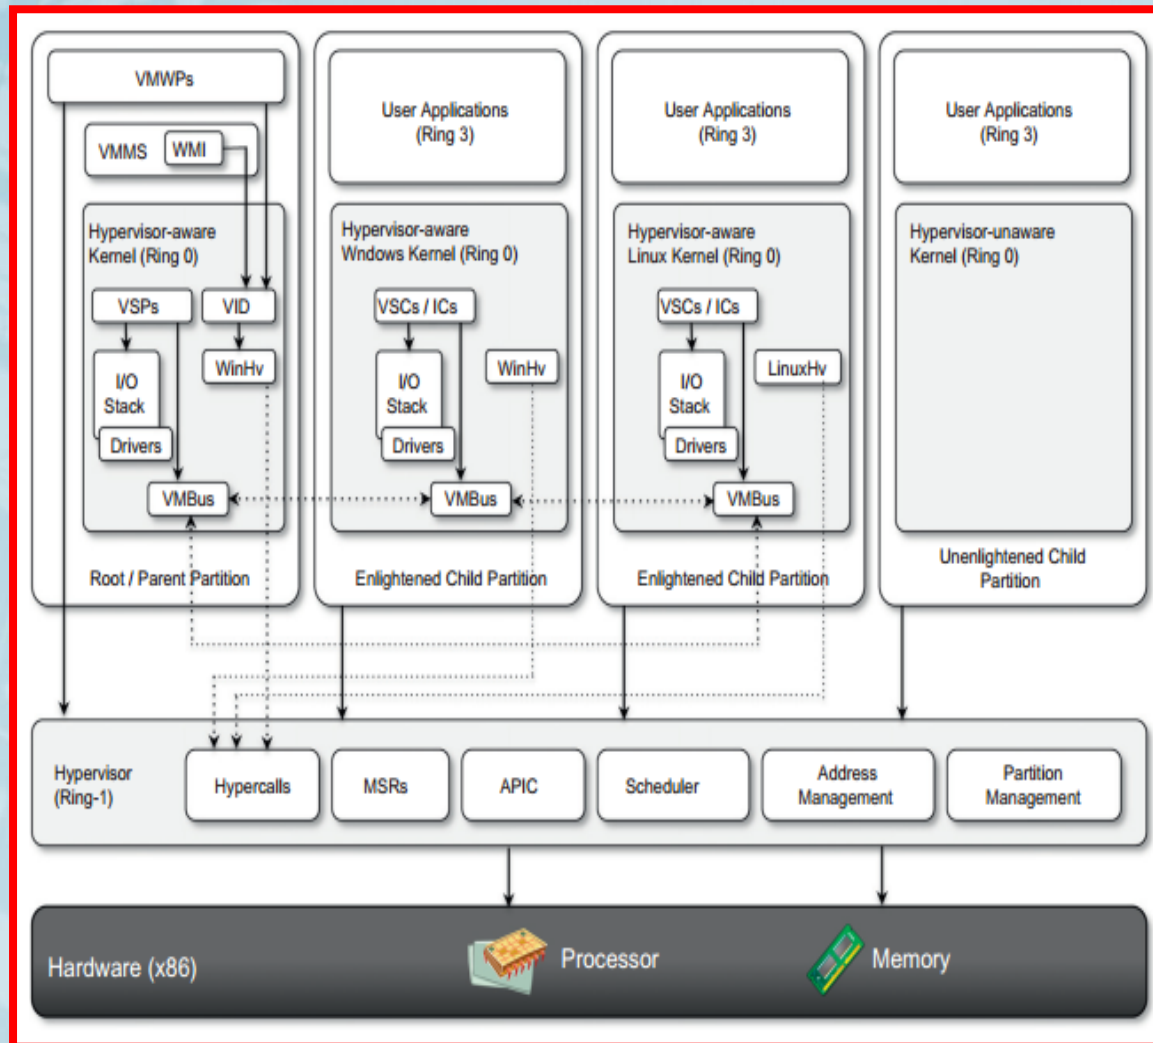 VMWPs
VMMS
WMI
Hypervisor-aware
Kernel (Ring 0)
VSPs
VID
I/O
Stack
WinHv
Drivers
VMBus
Root / Parent Partition
User Applications
(Ring 3)
Hypervisor-aware
Wndows Kernel (Ring 0)
VSCs / ICs
I/O
Stack
WinHv
Drivers
VMBus
Enlightened Child Partition
User Applications
(Ring 3)
Hypervisor-aware
Linux Kernel (Ring 0)
VSCs / ICs
I/O
Stack
LinuxHv
Drivers
VMBus
Enlightened Child Partition
User Applications
(Ring 3)
Hypervisor-unaware
Kernel (Ring 0)
Unenlightened Child
Partition
Hypervisor
(Ring-1)
Hypercalls
MSRs
APIC
Scheduler
Address
Management
Partition
Management
Hardware (x86)
Processor
Memory